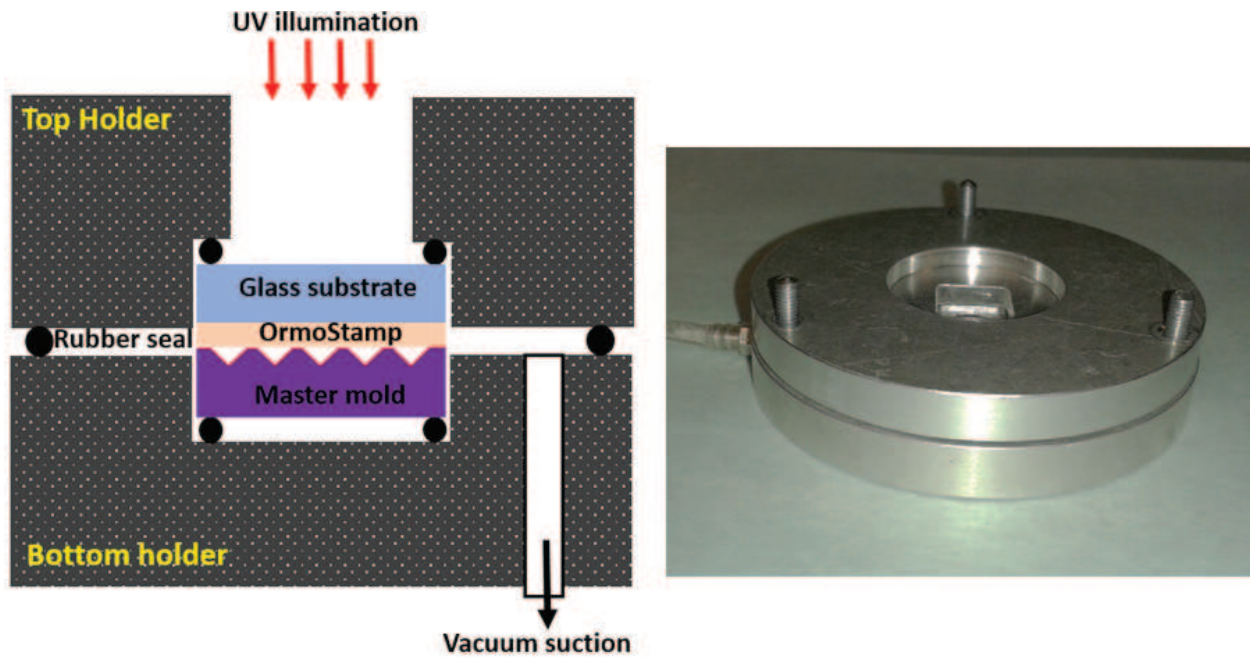 UV illumination
Top Holder
Glass substrate
OrmoStamp
Rubber seal
Master mold
Bottom holder
Vacuum suction